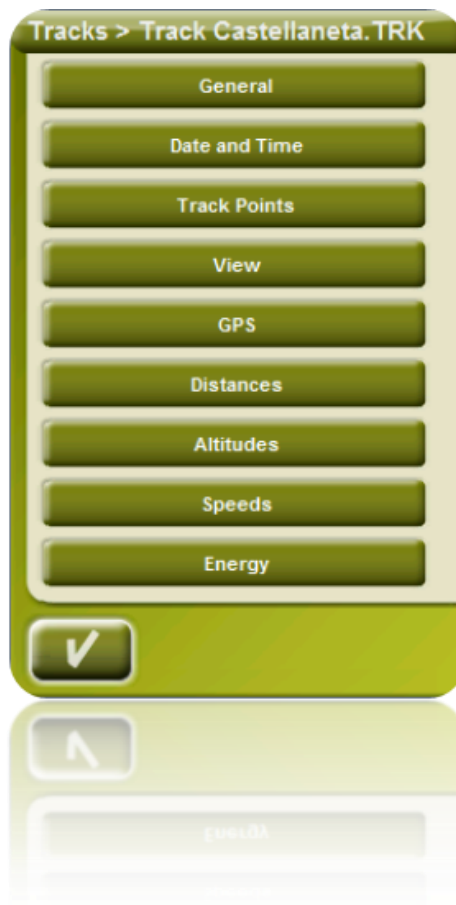 Tracks > Track Castellaneta.TRK
General
Date and Time
Track Points
View
GPS
Distances
Altitudes
Speeds
Energy